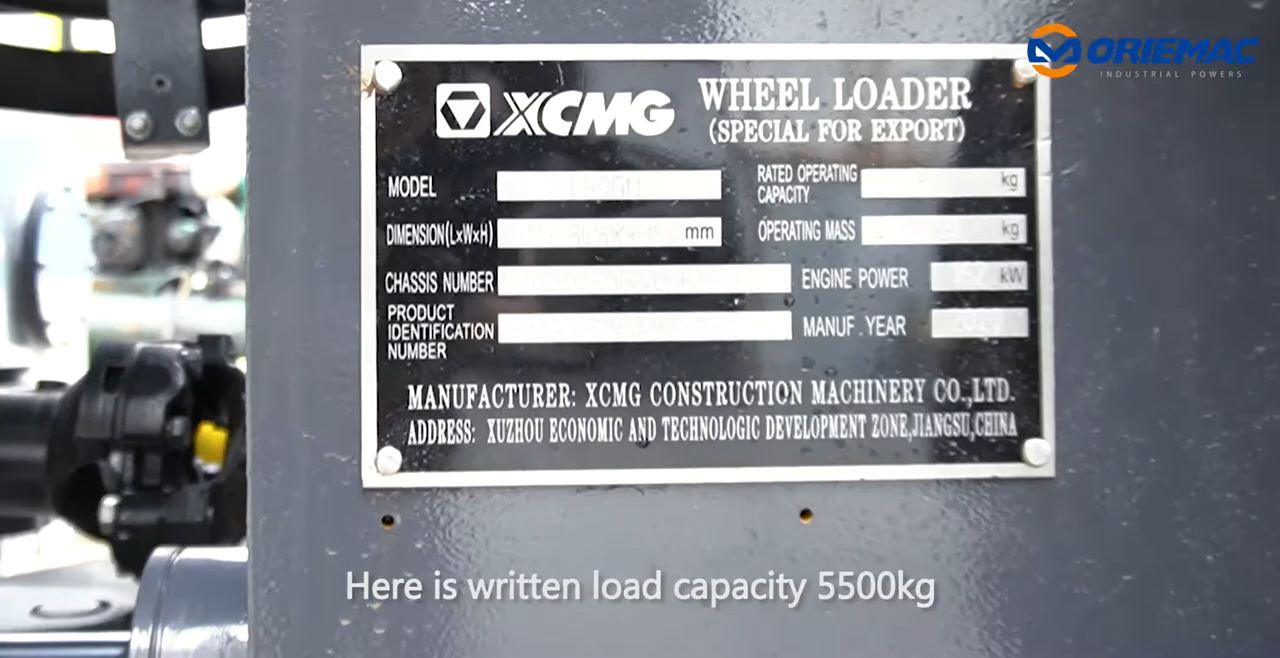 ORIEMAC
INDUSTRIAL POWERS
XCMG
WHEEL LOADER
(SPECIAL FOR EXPORT)
MODEL
RATED OPERATING CAPACITY kg
DIMENSION(L×W×H) mm
OPERATING MASS kg
CHASSIS NUMBER
ENGINE POWER kW
PRODUCT IDENTIFICATION NUMBER
MANUF. YEAR
MANUFACTURER: XCMG CONSTRUCTION MACHINERY CO.,LTD.
ADDRESS: XUZHOU ECONOMIC AND TECHNOLOGIC DEVELOPMENT ZONE,JIANGSU,CHINA
Here is written load capacity 5500kg